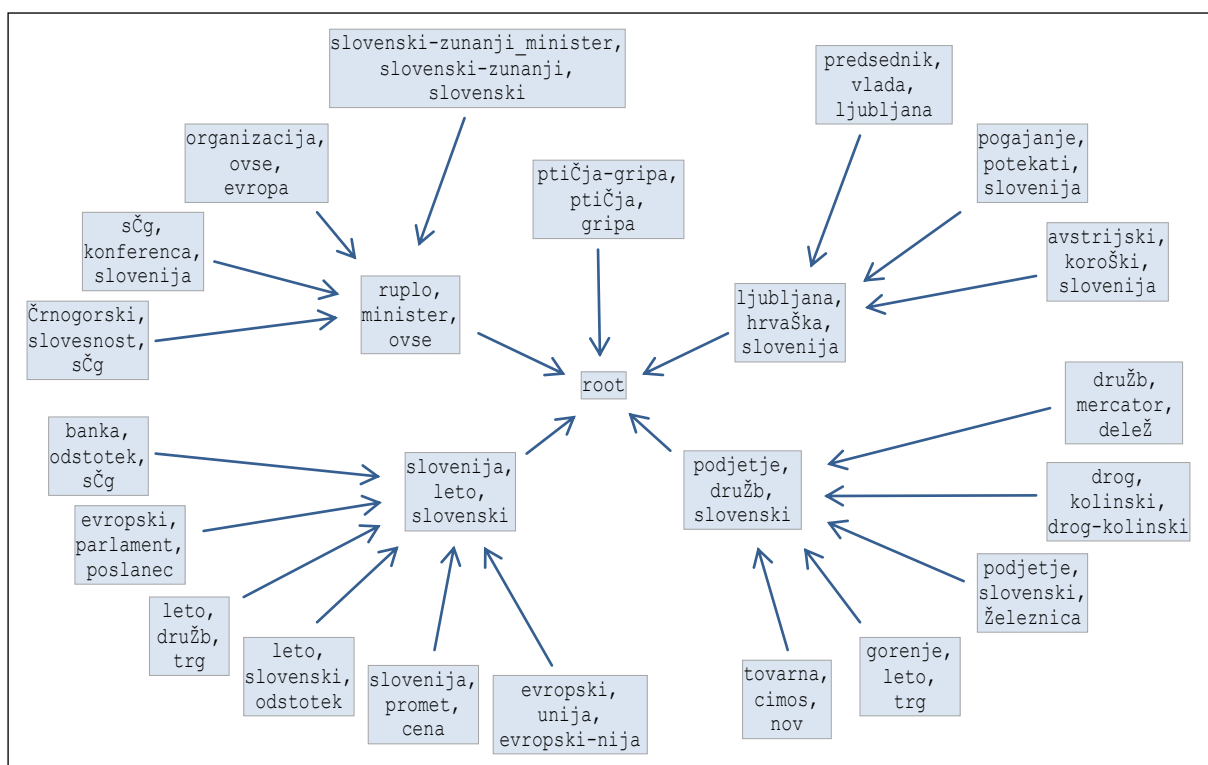 slovenski-zunanji_minister,
slovenski-zunanji,
slovenski
predsednik,
vlada,
ljubljana
organizacija,
ovse,
evropa
pogajanje,
potekati,
slovenija
ptiČja-gripa,
ptiČja,
gripa
sČg,
konferenca,
slovenija
avstrijski,
koroŠki,
slovenija
ruplo,
minister,
ovse
ljubljana,
hrvaŠka,
slovenija
Črnogorski,
slovesnost,
sČg
root
druŽb,
mercator,
deleŽ
banka,
odstotek,
sČg
slovenija,
leto,
slovenski
podjetje,
druŽb,
slovenski
drog,
kolinski,
drog-kolinski
evropski,
parlament,
poslanec
podjetje,
slovenski,
Železnica
leto,
druŽb,
trg
leto,
slovenski,
odstotek
slovenija,
promet,
cena
evropski,
unija,
evropski-nija
tovarna,
cimos,
nov
gorenje,
leto,
trg